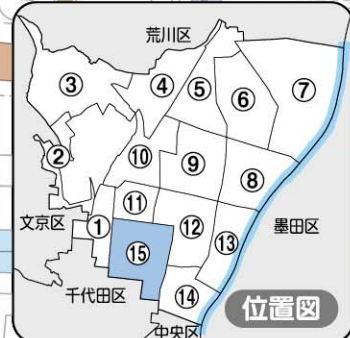 荒川区
③
④
⑤
⑥
⑦
②
⑩
⑨
⑧
文京区
①
⑪
⑫
⑬
墨田区
⑮
千代田区
⑭
中央区
位置図